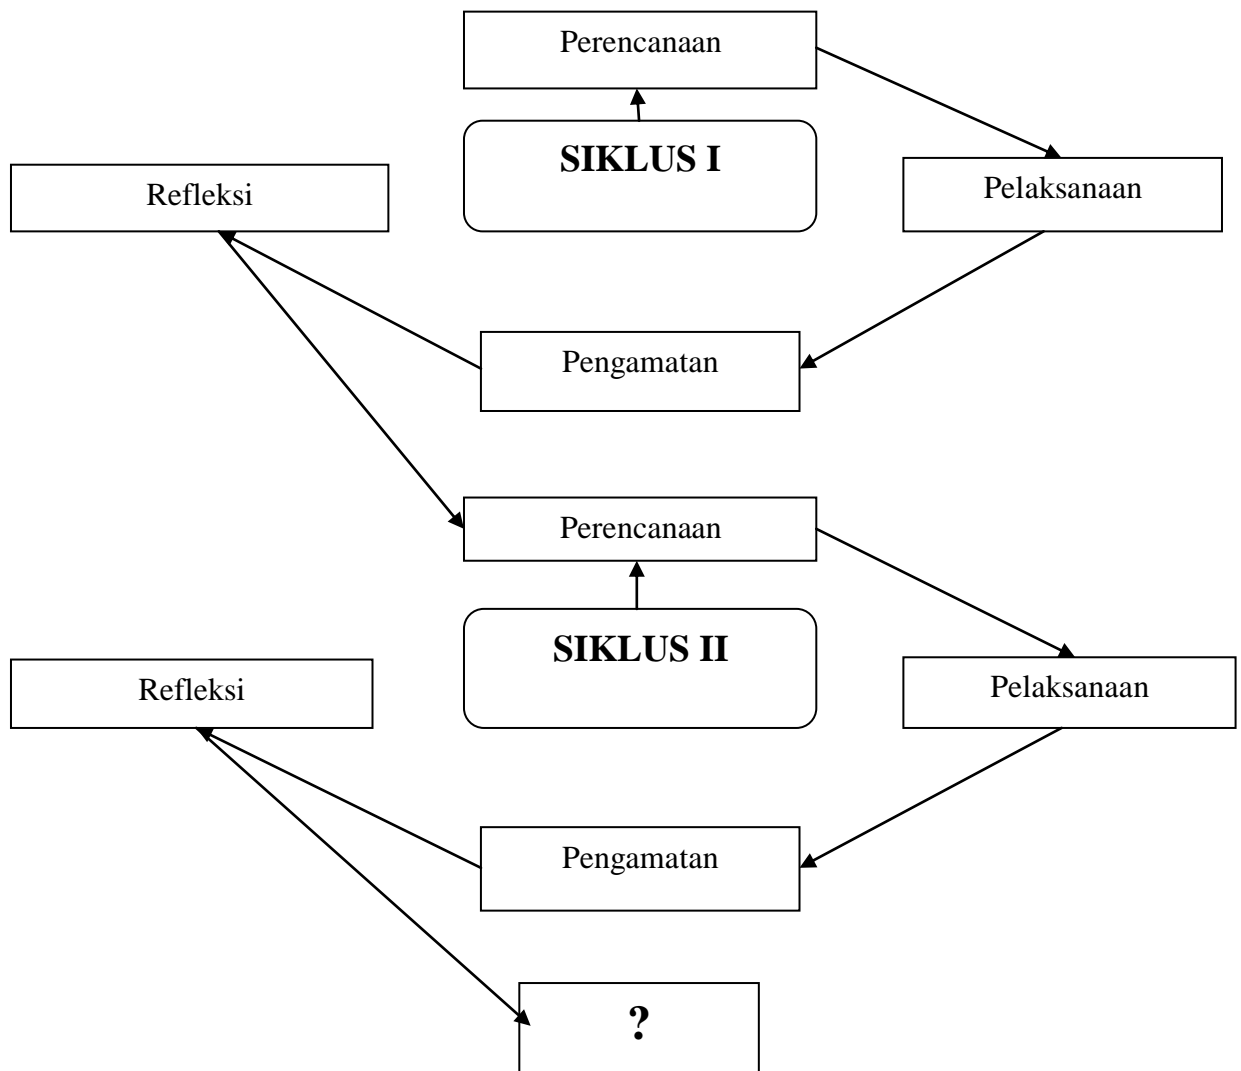 Perencanaan
SIKLUS I
Refleksi
Pelaksanaan
Pengamatan
Perencanaan
SIKLUS II
Refleksi
Pelaksanaan
Pengamatan
?